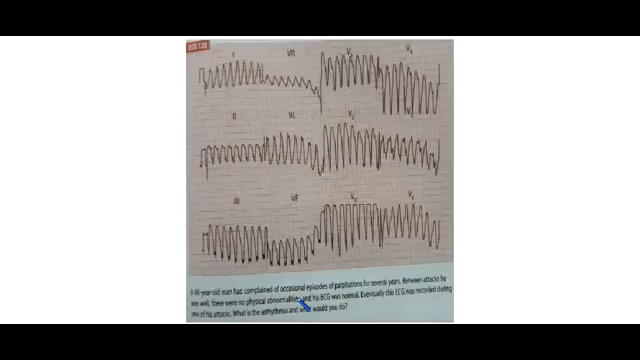 ECG 120
I VR V1 V4
II VL V2 V5
III VF V3 V6
A 60-year-old man had complained of occasional episodes of palpitations for several years. Between attacks he
was well, there were no physical abnormalities and his ECG was normal. Eventually this ECG was recorded during
one of his attacks. What is the arrhythmia and what would you do?